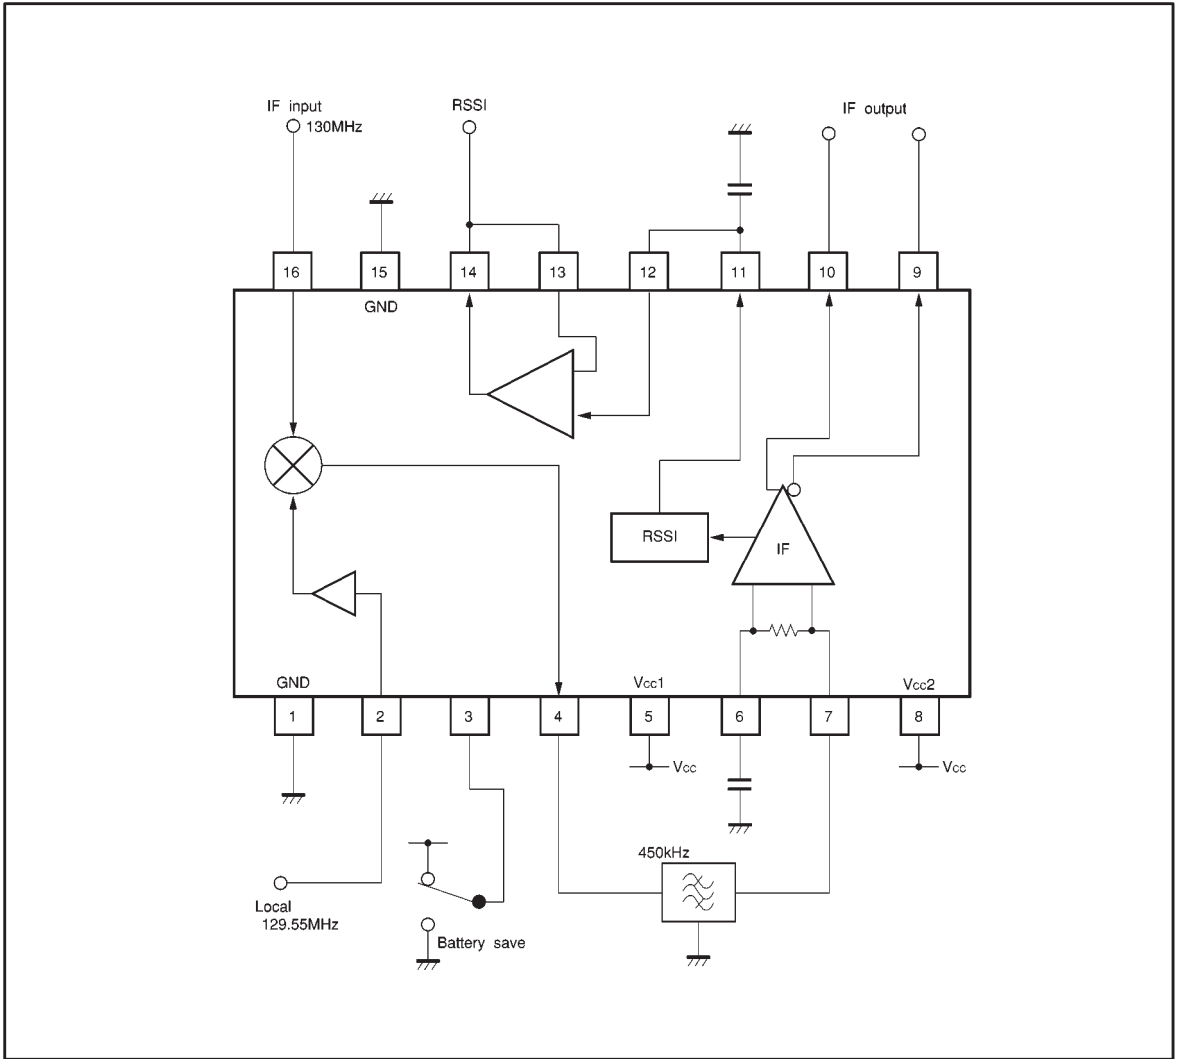 IF input
130MHz
RSSI
IF output
16
15
14
13
12
11
10
9
GND
RSSI
IF
GND
Vcc1
Vcc2
1
2
3
4
5
6
7
8
Vcc
Vcc
450kHz
Local
129.55MHz
Battery save